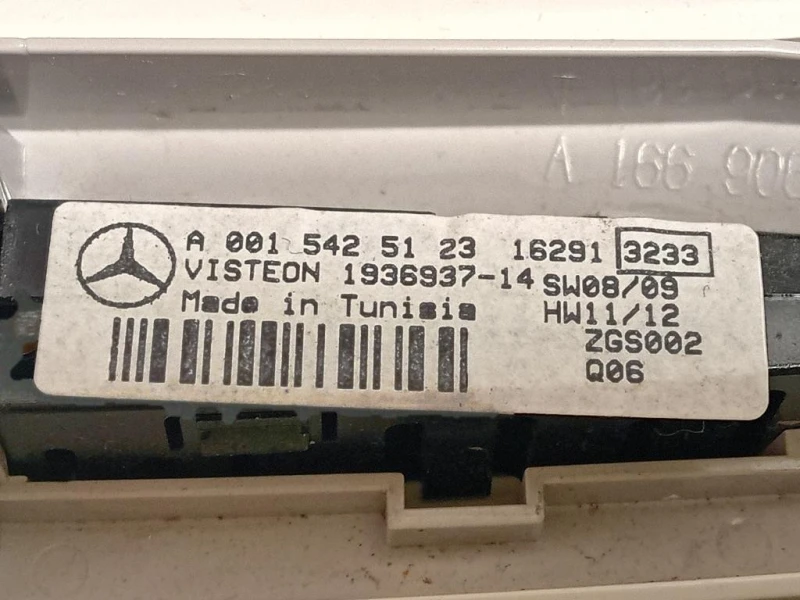 A 166 906
A 001 542 51 23 16291 3233
VISTEON 1936937-14 SW08/09
Made in Tunisia HW11/12
ZGS002
Q06